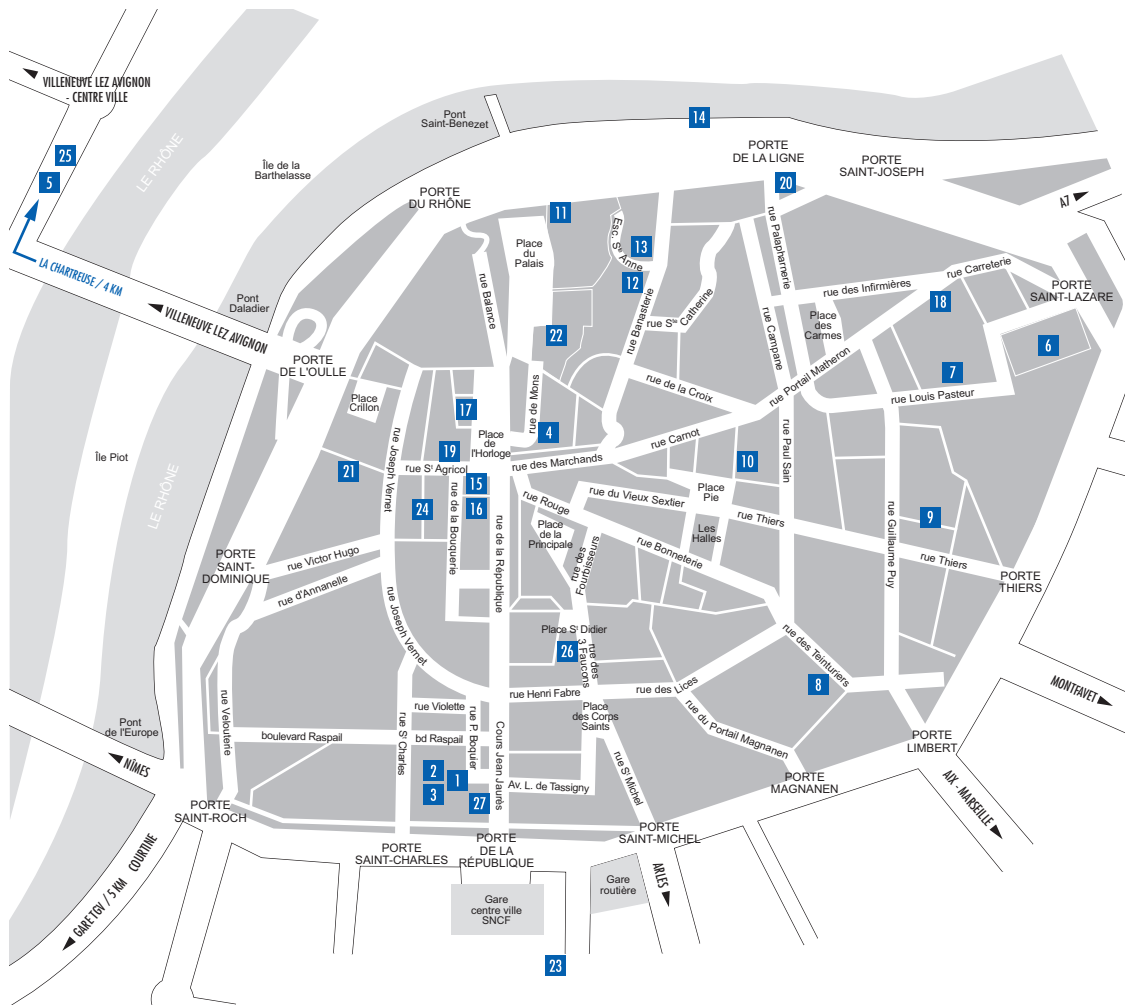 VILLENEUVE LEZ AVIGNON
- CENTRE VILLE
25
5
LA CHARTREUSE / 4 KM
LE RHÔNE
Île de la
Barthelasse
Pont
Saint-Benezet
14
PORTE
DE LA LIGNE
20
PORTE
SAINT-JOSEPH
A7
PORTE
DU RHÔNE
11
Place
du
Palais
Esc. Ste Anne
13
12
rue Balance
rue Banasterie
rue Ste Catherine
rue Palapharnerie
rue des Infirmières
rue Carreterie
18
PORTE
SAINT-LAZARE
6
7
Pont
Daladier
VILLENEUVE LEZ AVIGNON
PORTE
DE L'OULLE
Place
Crillon
22
rue de Mons
rue Campane
Place
des
Carmes
rue Portail Matheron
rue Louis Pasteur
rue de la Croix
17
Place
de
l'Horloge
4
rue Carnot
rue des Marchands
19
rue St Agricol
rue Joseph Vernet
21
Île Piot
LE RHÔNE
15
16
24
rue de la Bouquerie
rue de la République
rue Rouge
Place
de la
Principale
rue des
Fourbisseurs
rue du Vieux Sextier
Place
Pie
10
rue Paul Sain
Les
Halles
rue Thiers
rue Bonneterie
rue Guillaume Puy
9
rue Thiers
PORTE
THIERS
PORTE
SAINT-
DOMINIQUE
rue Victor Hugo
rue d'Annanelle
rue Joseph Vernet
Place St Didier
26
rue des
3 Faucons
rue des Teinturiers
8
rue Henri Fabre
rue des Lices
rue du Portail Magnanen
MONTFAVET
PORTE
LIMBERT
AIX - MARSEILLE
PORTE
MAGNANEN
rue Velouterie
rue Violette
rue P. Boquier
Cours Jean Jaurès
Place
des Corps
Saints
rue St Michel
boulevard Raspail
bd Raspail
rue St Charles
2
1
3
27
Av. L. de Tassigny
Pont
de l'Europe
NÎMES
PORTE
SAINT-ROCH
PORTE
SAINT-CHARLES
PORTE
DE LA
RÉPUBLIQUE
PORTE
SAINT-MICHEL
GARE TGV / 5 KM COURTINE
Gare
centre ville
SNCF
Gare
routière
ARLES
23